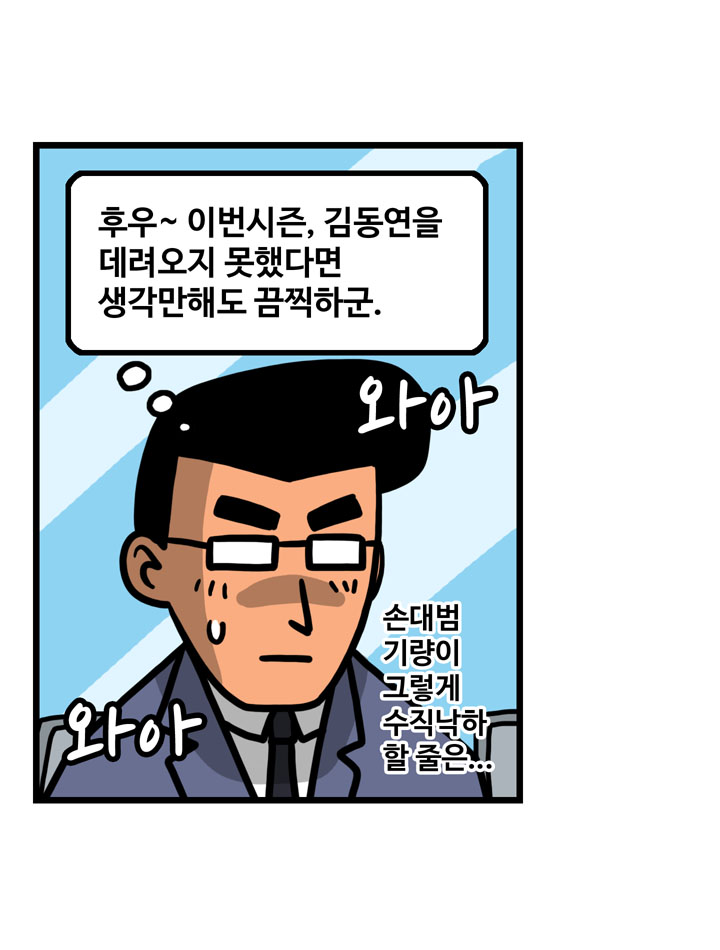 후우~ 이번시즌, 김동연을
데려오지 못했다면
생각만해도 끔찍하군.
와아
손대범
기량이
그렇게
수직낙하
할 줄은...
와아